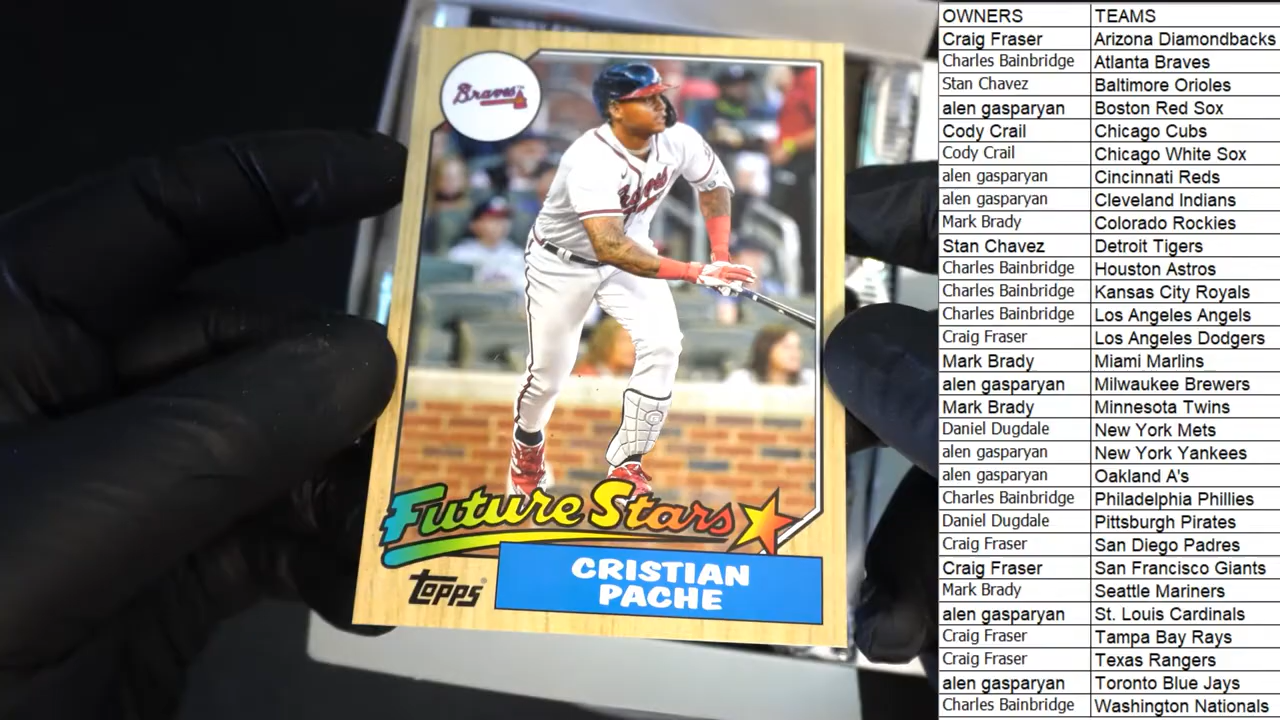 Braves
Braves
Future Stars
topps
CRISTIAN
PACHE
OWNERS TEAMS
Craig Fraser Arizona Diamondbacks
Charles Bainbridge Atlanta Braves
Stan Chavez Baltimore Orioles
alen gasparyan Boston Red Sox
Cody Crail Chicago Cubs
Cody Crail Chicago White Sox
alen gasparyan Cincinnati Reds
alen gasparyan Cleveland Indians
Mark Brady Colorado Rockies
Stan Chavez Detroit Tigers
Charles Bainbridge Houston Astros
Charles Bainbridge Kansas City Royals
Charles Bainbridge Los Angeles Angels
Craig Fraser Los Angeles Dodgers
Mark Brady Miami Marlins
alen gasparyan Milwaukee Brewers
Mark Brady Minnesota Twins
Daniel Dugdale New York Mets
alen gasparyan New York Yankees
alen gasparyan Oakland A's
Charles Bainbridge Philadelphia Phillies
Daniel Dugdale Pittsburgh Pirates
Craig Fraser San Diego Padres
Craig Fraser San Francisco Giants
Mark Brady Seattle Mariners
alen gasparyan St. Louis Cardinals
Craig Fraser Tampa Bay Rays
Craig Fraser Texas Rangers
alen gasparyan Toronto Blue Jays
Charles Bainbridge Washington Nationals